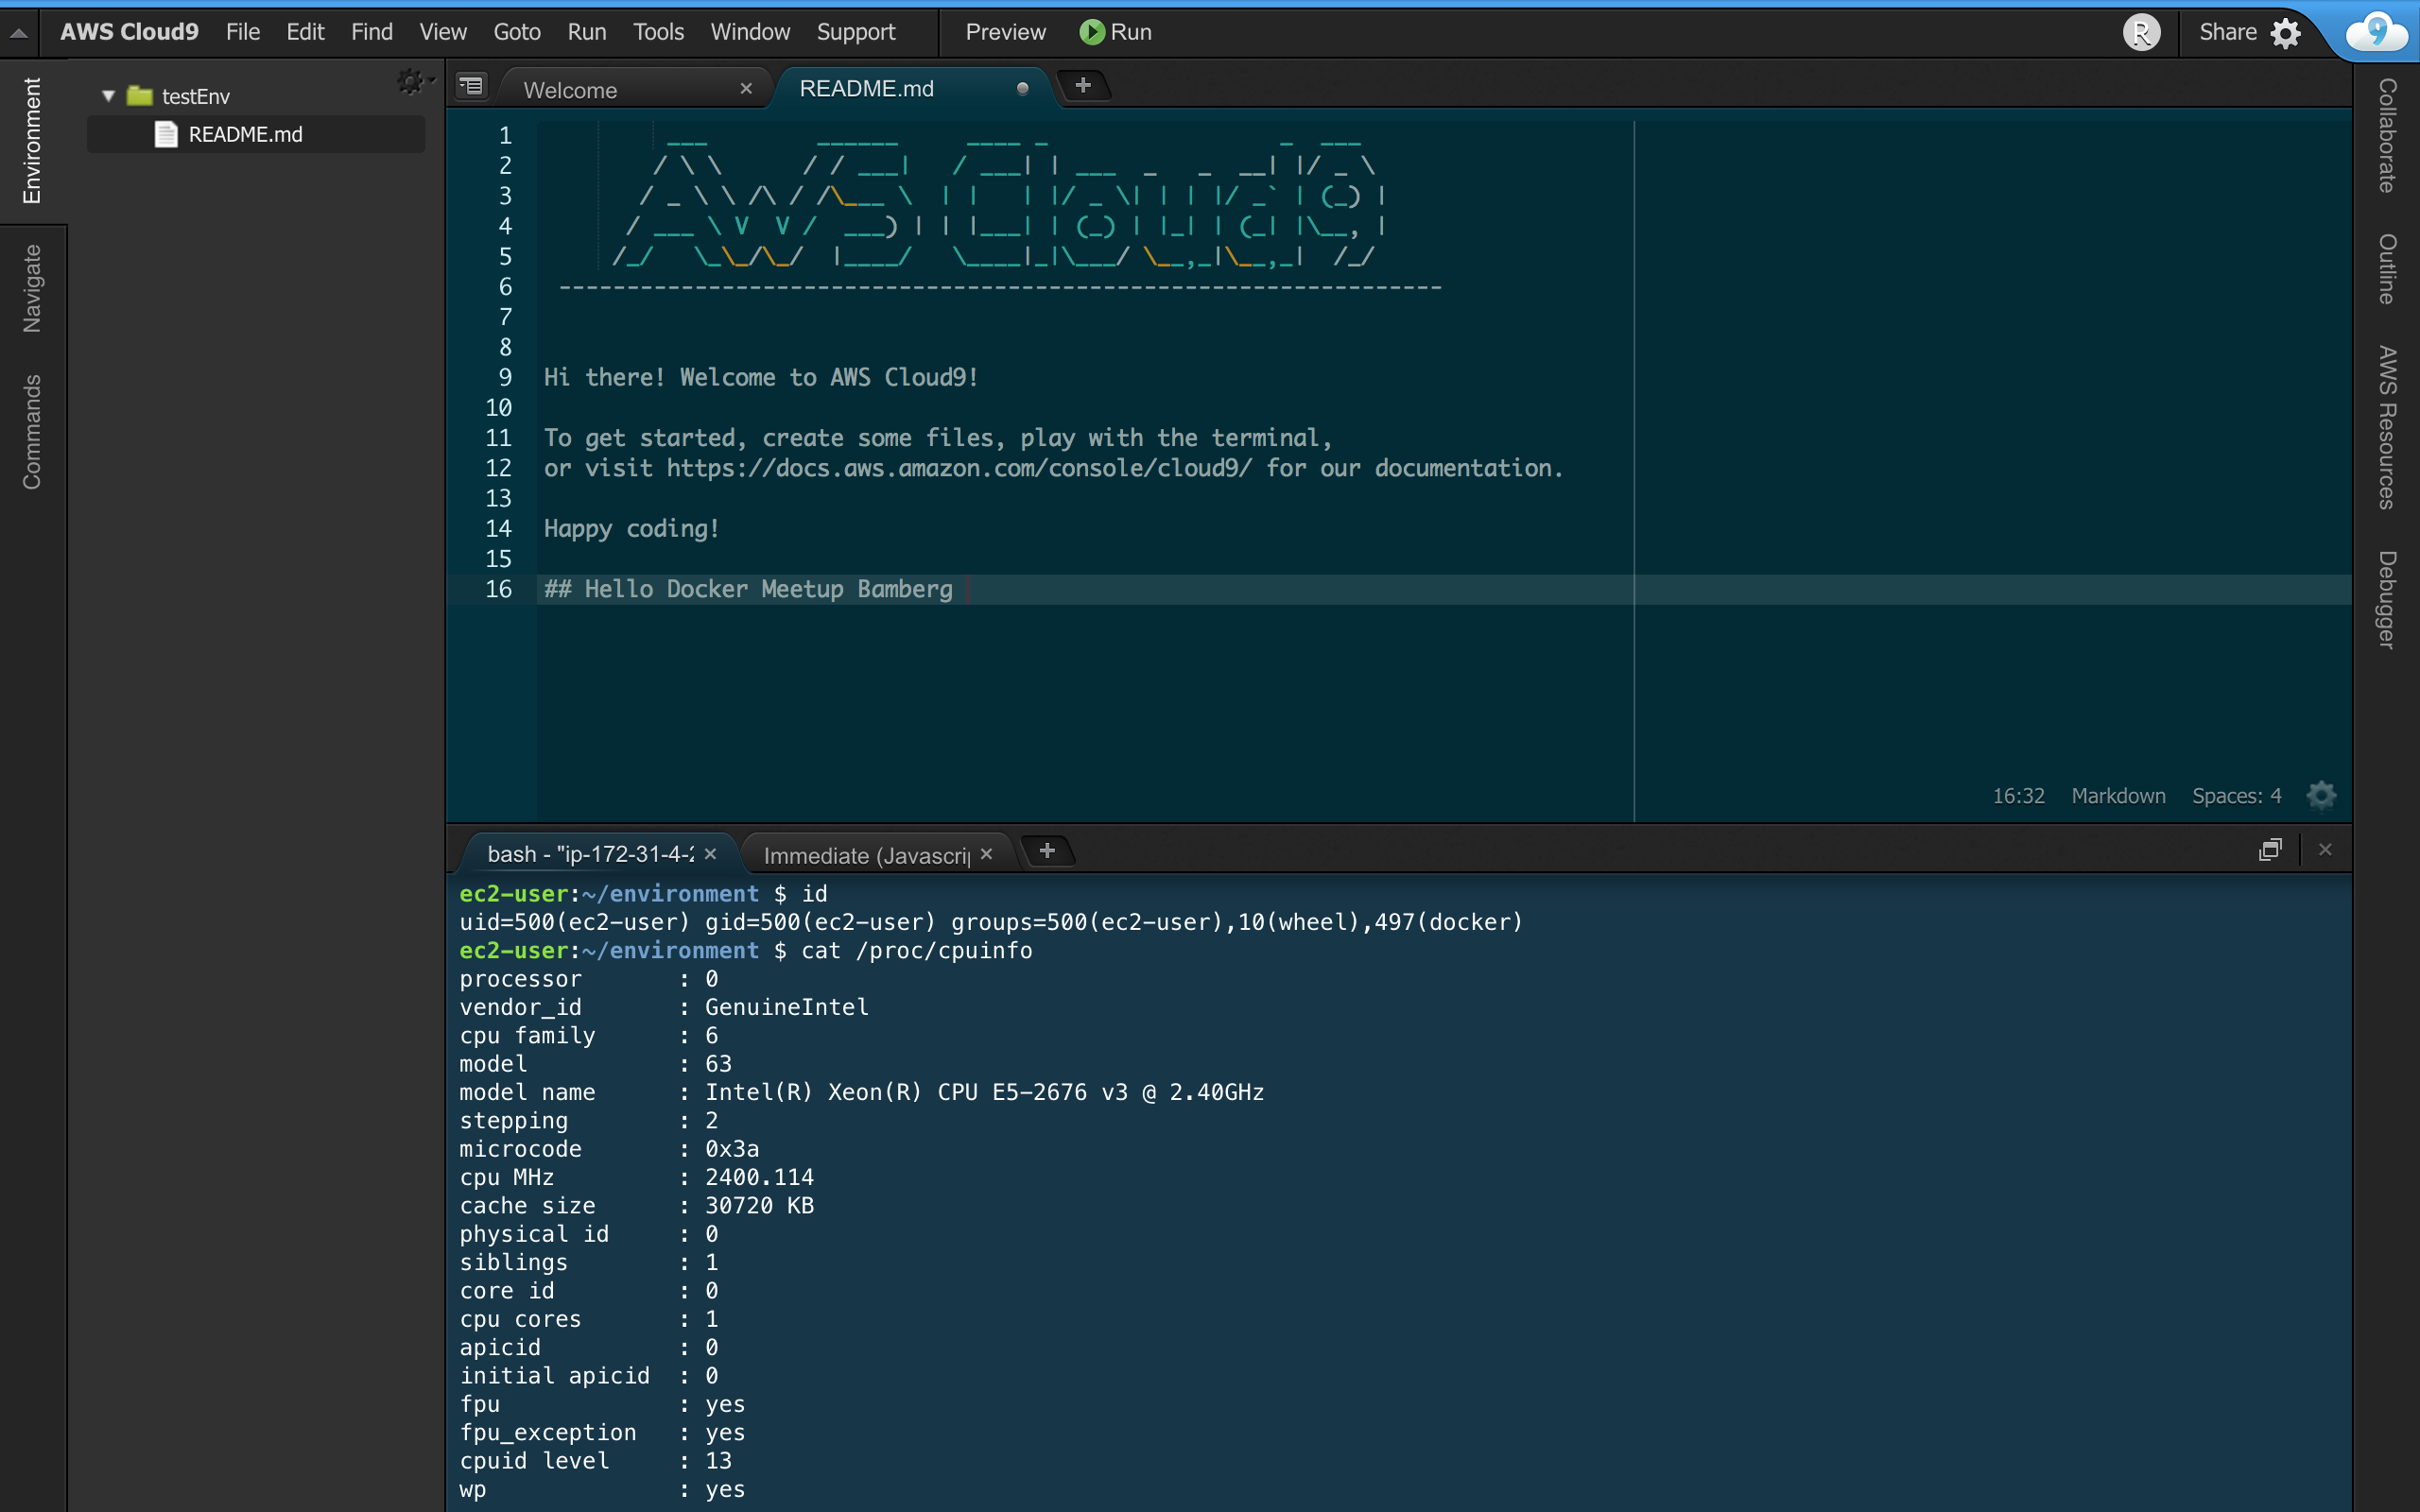 AWS Cloud9 File Edit Find View Goto Run Tools Window Support Preview Run R Share 9
Environment
Navigate
Commands
testEnv
README.md
Welcome README.md
1
2
3
4
5
6 -----------------------------------------------------------------
7
8
9 Hi there! Welcome to AWS Cloud9!
10
11 To get started, create some files, play with the terminal,
12 or visit https://docs.aws.amazon.com/console/cloud9/ for our documentation.
13
14 Happy coding!
15
16 ## Hello Docker Meetup Bamberg
AWS Cloud9
16:32 Markdown Spaces: 4
Collaborate
Outline
AWS Resources
Debugger
bash - "ip-172-31-4-2 Immediate (Javascrip
ec2-user:~/environment $ id
uid=500(ec2-user) gid=500(ec2-user) groups=500(ec2-user),10(wheel),497(docker)
ec2-user:~/environment $ cat /proc/cpuinfo
processor : 0
vendor_id : GenuineIntel
cpu family : 6
model : 63
model name : Intel(R) Xeon(R) CPU E5-2676 v3 @ 2.40GHz
stepping : 2
microcode : 0x3a
cpu MHz : 2400.114
cache size : 30720 KB
physical id : 0
siblings : 1
core id : 0
cpu cores : 1
apicid : 0
initial apicid : 0
fpu : yes
fpu_exception : yes
cpuid level : 13
wp : yes